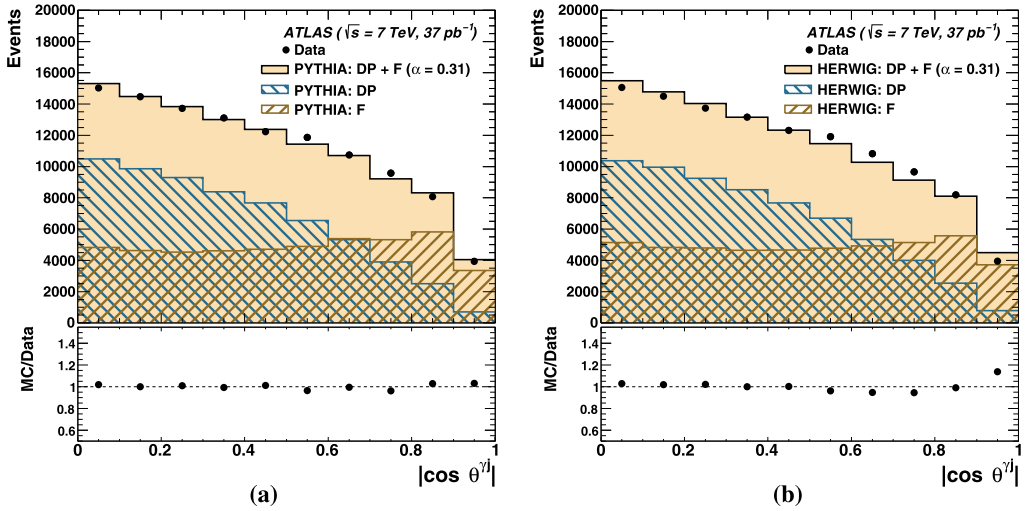 Events
20000
18000
16000
14000
12000
10000
8000
6000
4000
2000
0
ATLAS (√s = 7 TeV, 37 pb⁻¹)
Data
PYTHIA: DP + F (α = 0.31)
PYTHIA: DP
PYTHIA: F
MC/Data
1.4
1.2
1
0.8
0.6
0 0.2 0.4 0.6 0.8 1
|cos θ^γj|
(a)
Events
20000
18000
16000
14000
12000
10000
8000
6000
4000
2000
0
ATLAS (√s = 7 TeV, 37 pb⁻¹)
Data
HERWIG: DP + F (α = 0.31)
HERWIG: DP
HERWIG: F
MC/Data
1.4
1.2
1
0.8
0.6
0 0.2 0.4 0.6 0.8 1
|cos θ^γj|
(b)